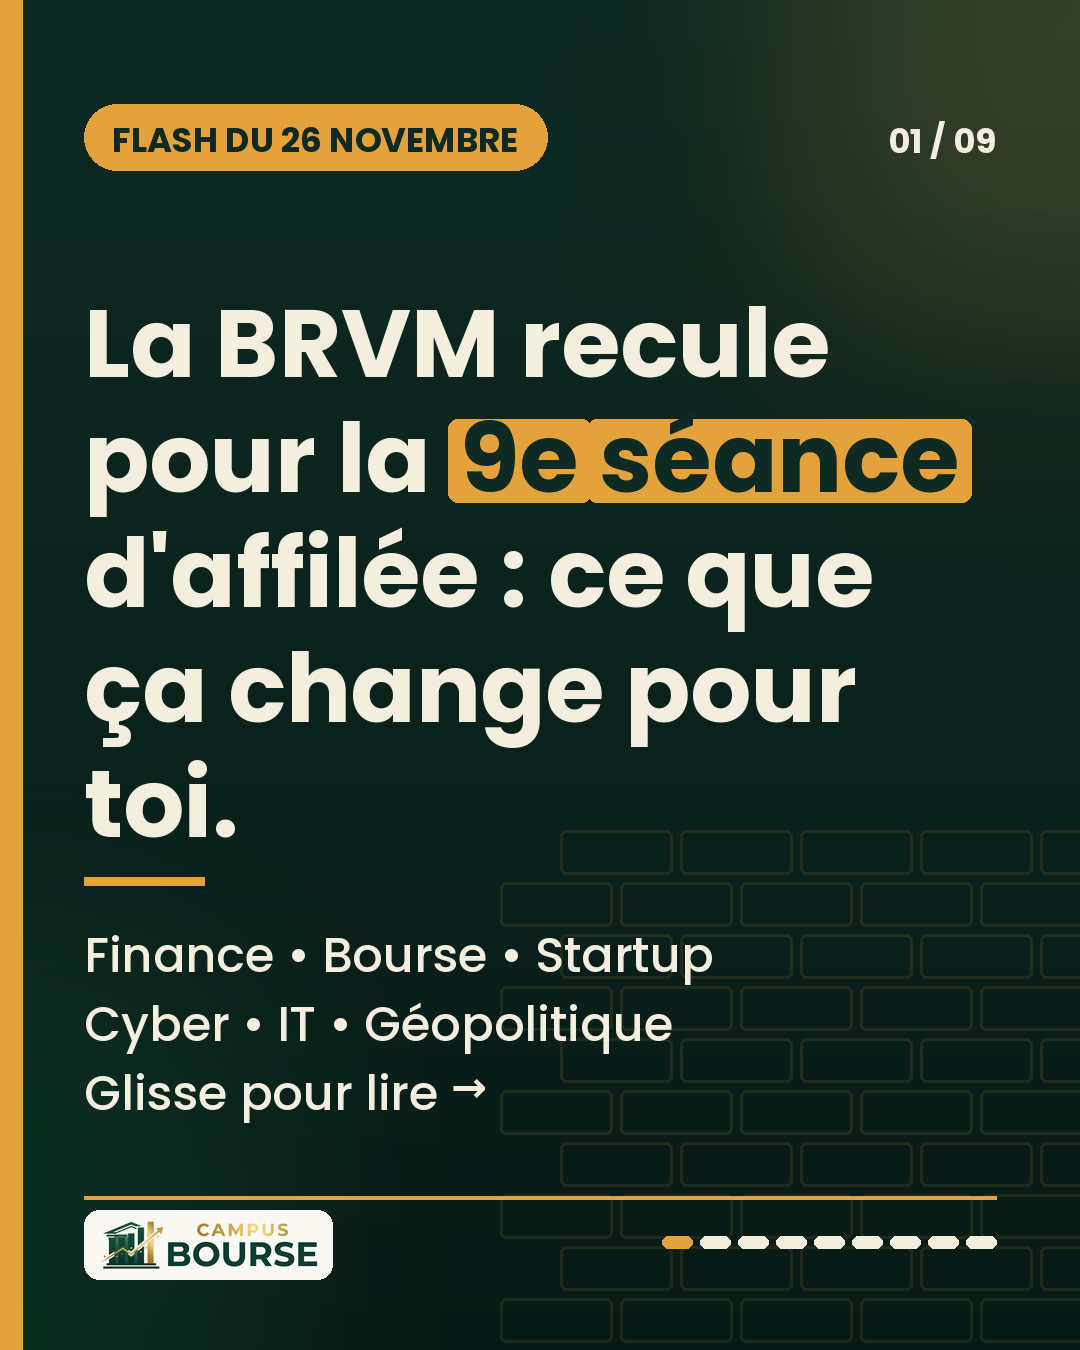 FLASH DU 26 NOVEMBRE
01 / 09
La BRVM recule
pour la 9e séance
d'affilée : ce que
ça change pour
toi.
Finance • Bourse • Startup
Cyber • IT • Géopolitique
Glisse pour lire →
CAMPUS
BOURSE